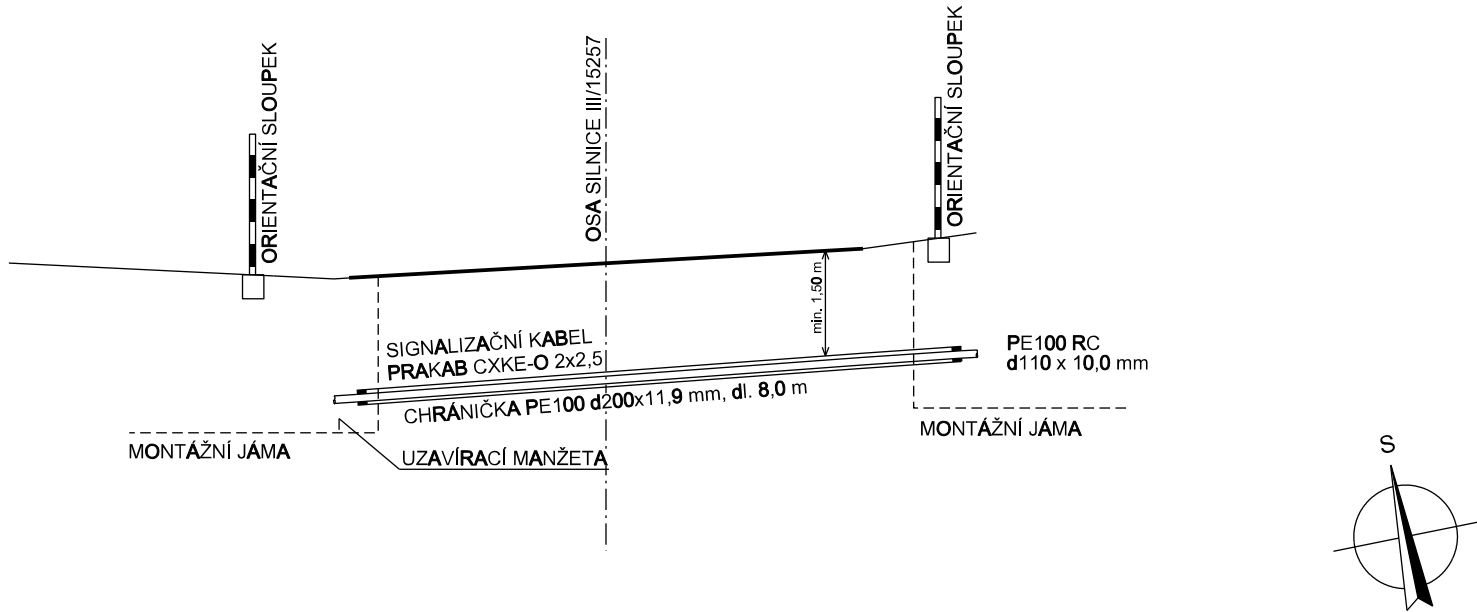 ORIENTAČNÍ SLOUPEK
OSA SILNICE III/15257
ORIENTAČNÍ SLOUPEK
min. 1,50 m
SIGNALIZAČNÍ KABEL
PRAKAB CXKE-O 2x2,5
PE100 RC
d110 x 10,0 mm
CHRÁNIČKA PE100 d200x11,9 mm, dl. 8,0 m
MONTÁŽNÍ JÁMA
UZAVÍRACÍ MANŽETA
MONTÁŽNÍ JÁMA
S